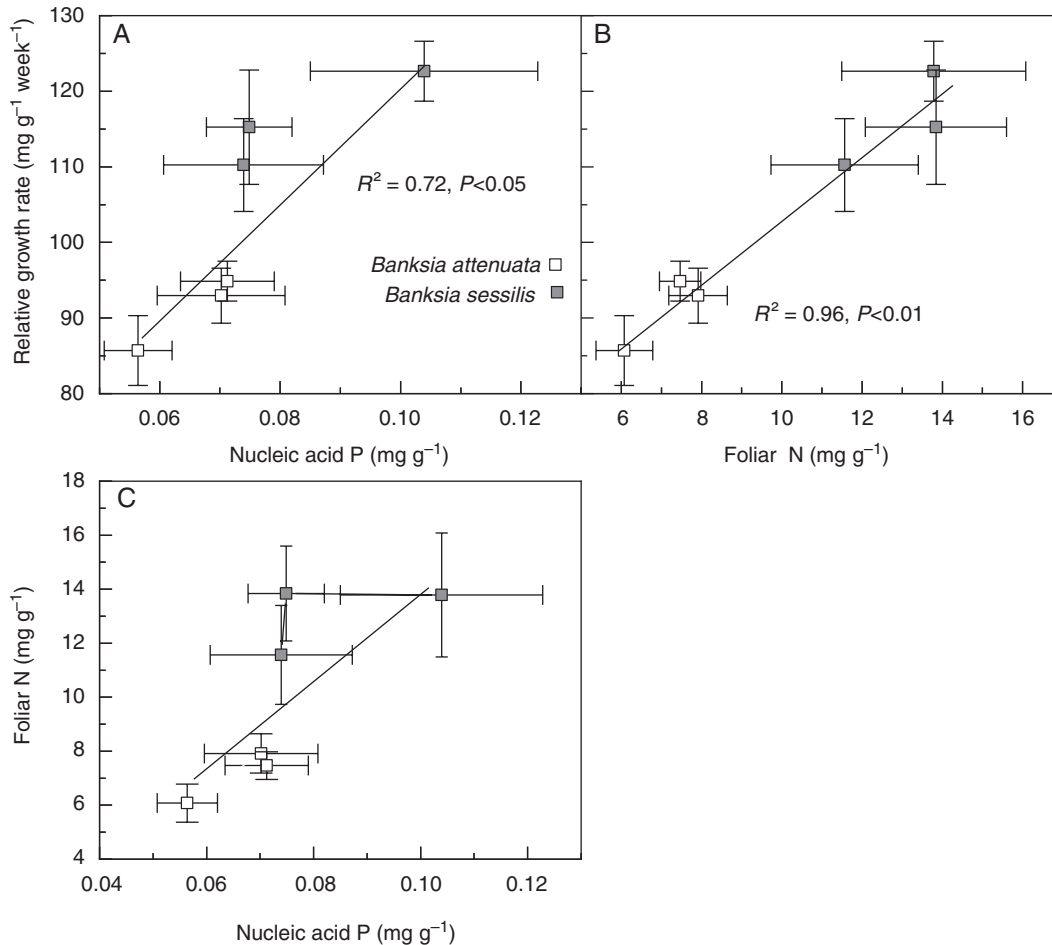 A
B
130
120
110
100
90
80
Relative growth rate (mg g⁻¹ week⁻¹)
R² = 0.72, P<0.05
Banksia attenuata
Banksia sessilis
R² = 0.96, P<0.01
0.06 0.08 0.10 0.12
Nucleic acid P (mg g⁻¹)
6 8 10 12 14 16
Foliar N (mg g⁻¹)
C
18
16
14
12
10
8
6
4
Foliar N (mg g⁻¹)
0.04 0.06 0.08 0.10 0.12
Nucleic acid P (mg g⁻¹)